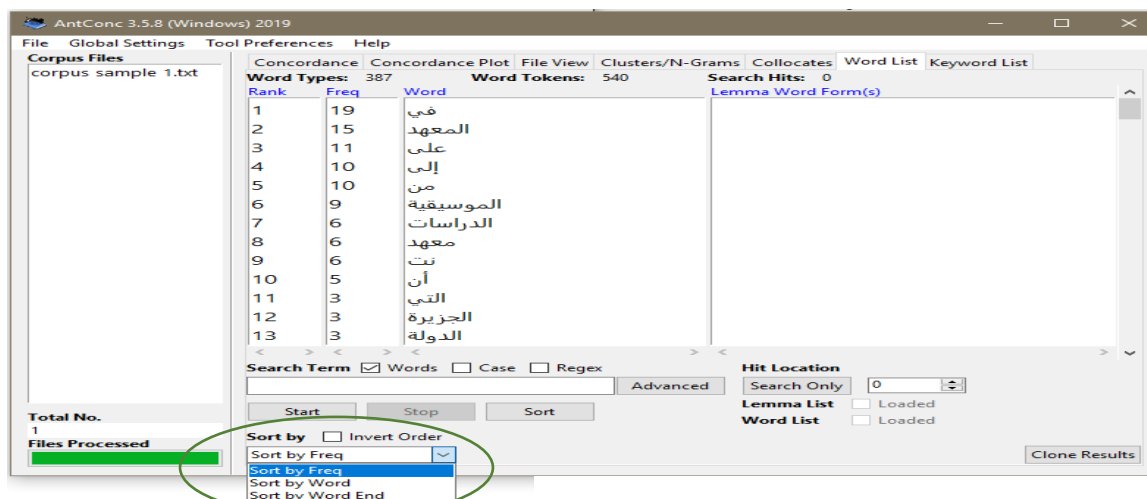 AntConc 3.5.8 (Windows) 2019
File Global Settings Tool Preferences Help
Corpus Files
corpus sample 1.txt
Concordance Concordance Plot File View Clusters/N-Grams Collocates Word List Keyword List
Word Types: 387 Word Tokens: 540 Search Hits: 0
Rank Freq Word Lemma Word Form(s)
1 19 في
2 15 المعهد
3 11 على
4 10 إلى
5 10 من
6 9 الموسيقية
7 6 الدراسات
8 6 معهد
9 6 نت
10 5 أن
11 3 التي
12 3 الجزيرة
13 3 الدولة
Search Term Words Case Regex Hit Location
Advanced Search Only 0
Lemma List Loaded
Start Stop Sort
Word List Loaded
Total No.
1
Files Processed
Sort by Invert Order
Sort by Freq
Clone Results
Sort by Freq
Sort by Word
Sort by Word End